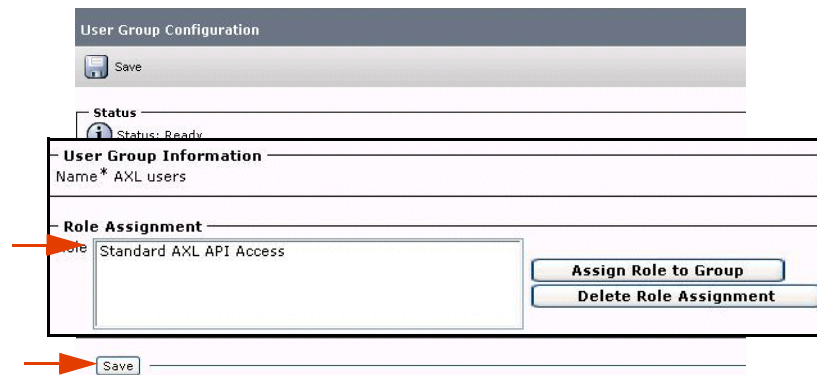 User Group Configuration
Save
Status
Status: Ready
User Group Information
Name* AXL users
Role Assignment
Role
Standard AXL API Access
Assign Role to Group
Delete Role Assignment
Save